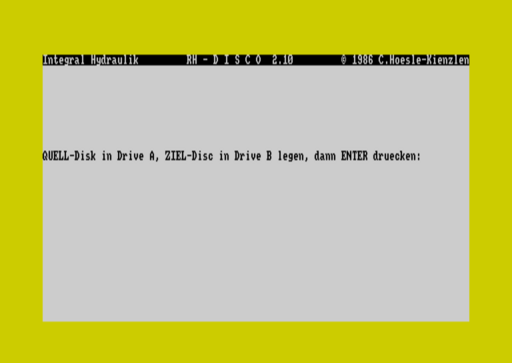 Integral Hydraulik RH - D I S C O 2.10 © 1986 C.Hoesle-Kienzlen
QUELL-Disk in Drive A, ZIEL-Disc in Drive B legen, dann ENTER druecken: